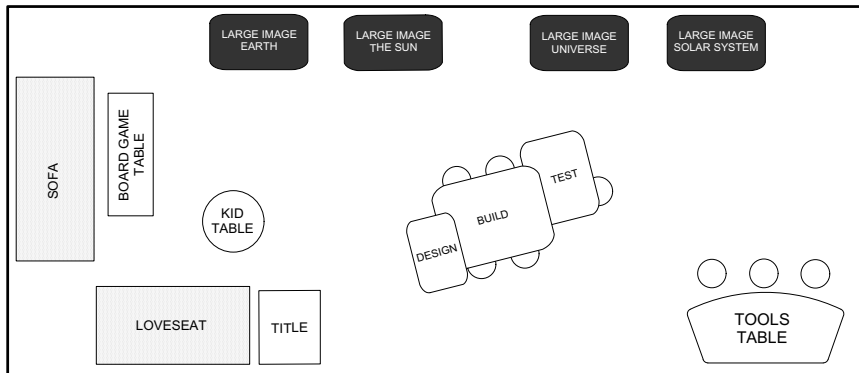 LARGE IMAGE
EARTH
LARGE IMAGE
THE SUN
LARGE IMAGE
UNIVERSE
LARGE IMAGE
SOLAR SYSTEM
SOFA
BOARD GAME
TABLE
KID
TABLE
DESIGN
BUILD
TEST
LOVESEAT
TITLE
TOOLS
TABLE